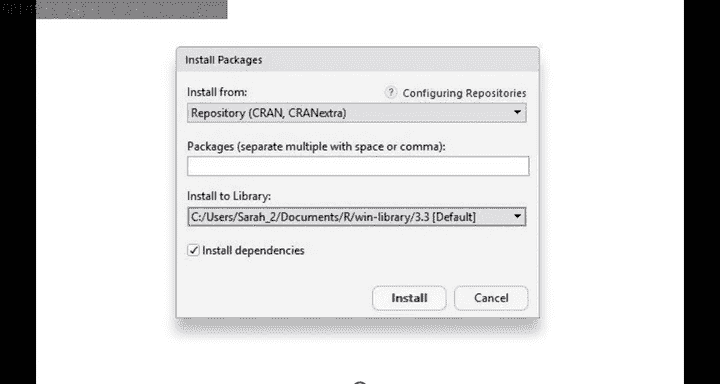 Install Packages
Install from:
? Configuring Repositories
Repository (CRAN, CRANextra)
Packages (separate multiple with space or comma):
Install to Library:
C:/Users/Sarah_2/Documents/R/win-library/3.3 [Default]
Install dependencies
Install
Cancel